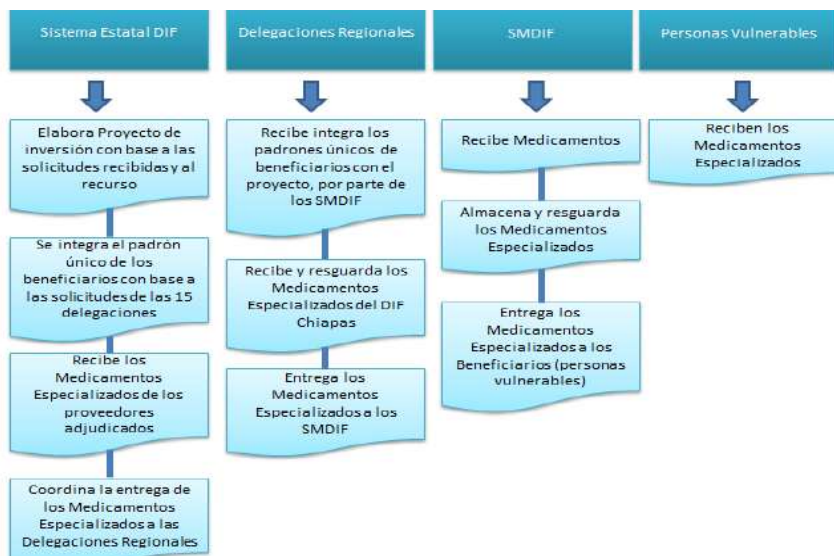 Sistema Estatal DIF
Elabora Proyecto de
inversión con base a las
solicitudes recibidas y al
recurso
Se integra el padrón
único de los
beneficiarios con base a
las solicitudes de las 15
delegaciones
Recibe los
Medicamentos
Especializados de los
proveedores
adjudicados
Coordina la entrega de
los Medicamentos
Especializados a las
Delegaciones Regionales
Delegaciones Regionales
Recibe integra los
padrones únicos de
beneficiarios con el
proyecto, por parte de
los SMDIF
Recibe y resguarda los
Medicamentos
Especializados del DIF
Chiapas
Entrega los
Medicamentos
Especializados a los
SMDIF
SMDIF
Recibe Medicamentos
Almacena y resguarda
los Medicamentos
Especializados
Entrega los
Medicamentos
Especializados a los
Beneficiarios (personas
vulnerables)
Personas Vulnerables
Reciben los
Medicamentos
Especializados